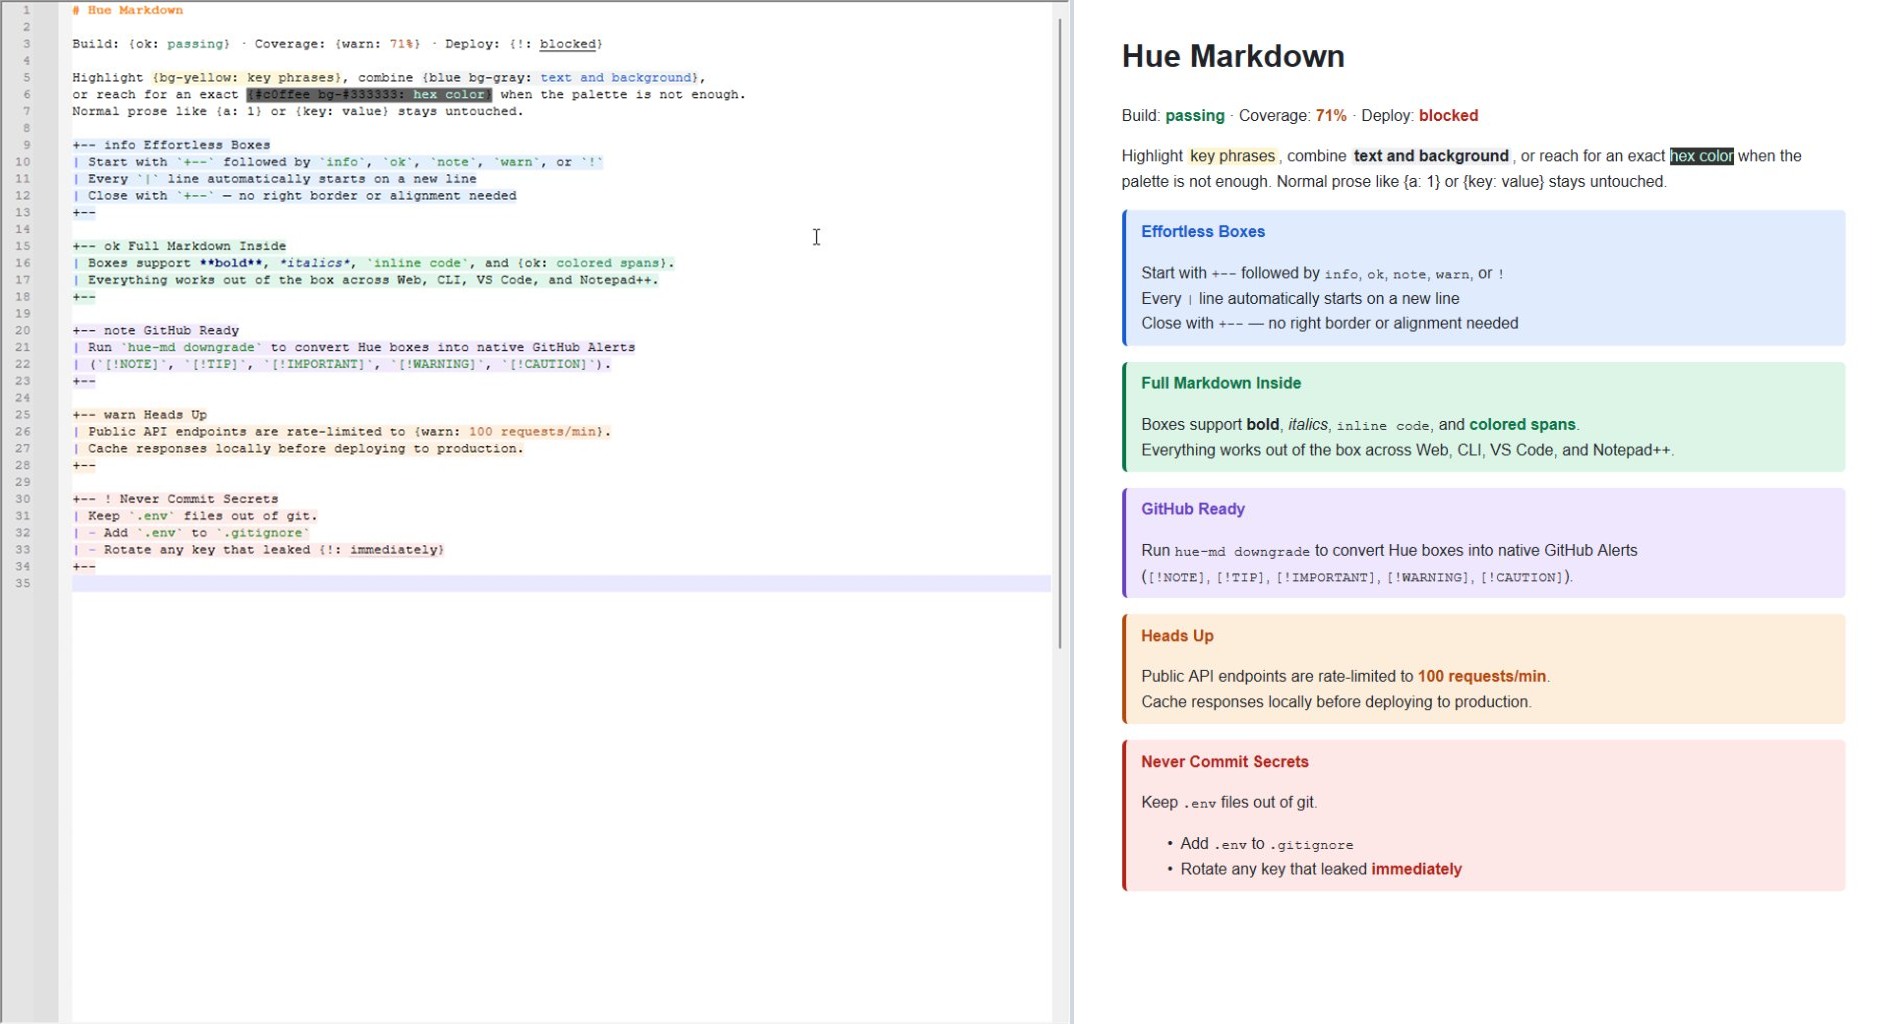 1 # Hue Markdown
2
3 Build: {ok: passing} · Coverage: {warn: 71%} · Deploy: {!: blocked}
4
5 Highlight {bg-yellow: key phrases}, combine {blue bg-gray: text and background},
6 or reach for an exact {#c0ffee bg-#333333: hex color} when the palette is not enough.
7 Normal prose like {a: 1} or {key: value} stays untouched.
8
9 +-- info Effortless Boxes
10 | Start with `+--` followed by `info`, `ok`, `note`, `warn`, or `!`
11 | Every `|` line automatically starts on a new line
12 | Close with `+--` — no right border or alignment needed
13 +--
14
15 +-- ok Full Markdown Inside
16 | Boxes support **bold**, *italics*, `inline code`, and {ok: colored spans}.
17 | Everything works out of the box across Web, CLI, VS Code, and Notepad++.
18 +--
19
20 +-- note GitHub Ready
21 | Run `hue-md downgrade` to convert Hue boxes into native GitHub Alerts
22 | (`[!NOTE]`, `[!TIP]`, `[!IMPORTANT]`, `[!WARNING]`, `[!CAUTION]`).
23 +--
24
25 +-- warn Heads Up
26 | Public API endpoints are rate-limited to {warn: 100 requests/min}.
27 | Cache responses locally before deploying to production.
28 +--
29
30 +-- ! Never Commit Secrets
31 | Keep `.env` files out of git.
32 | - Add `.env` to `.gitignore`
33 | - Rotate any key that leaked {!: immediately}
34 +--
35
Hue Markdown
Build: passing · Coverage: 71% · Deploy: blocked
Highlight key phrases , combine text and background , or reach for an exact hex color when the
palette is not enough. Normal prose like {a: 1} or {key: value} stays untouched.
Effortless Boxes
Start with +-- followed by info, ok, note, warn, or !
Every | line automatically starts on a new line
Close with +-- — no right border or alignment needed
Full Markdown Inside
Boxes support bold, italics, inline code, and colored spans.
Everything works out of the box across Web, CLI, VS Code, and Notepad++.
GitHub Ready
Run hue-md downgrade to convert Hue boxes into native GitHub Alerts
([!NOTE], [!TIP], [!IMPORTANT], [!WARNING], [!CAUTION]).
Heads Up
Public API endpoints are rate-limited to 100 requests/min.
Cache responses locally before deploying to production.
Never Commit Secrets
Keep .env files out of git.
• Add .env to .gitignore
• Rotate any key that leaked immediately